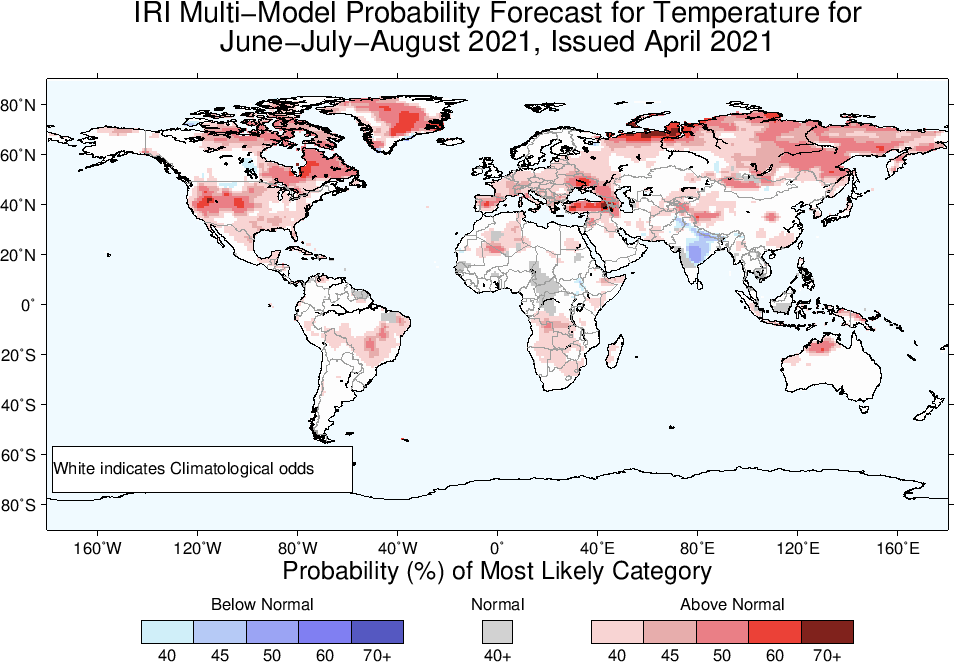 IRI Multi−Model Probability Forecast for Temperature for
June−July−August 2021, Issued April 2021
80˚N
60˚N
40˚N
20˚N
0˚
20˚S
40˚S
60˚S
80˚S
White indicates Climatological odds
160˚W 120˚W 80˚W 40˚W 0˚ 40˚E 80˚E 120˚E 160˚E
Probability (%) of Most Likely Category
Below Normal Normal Above Normal
40 45 50 60 70+ 40+ 40 45 50 60 70+